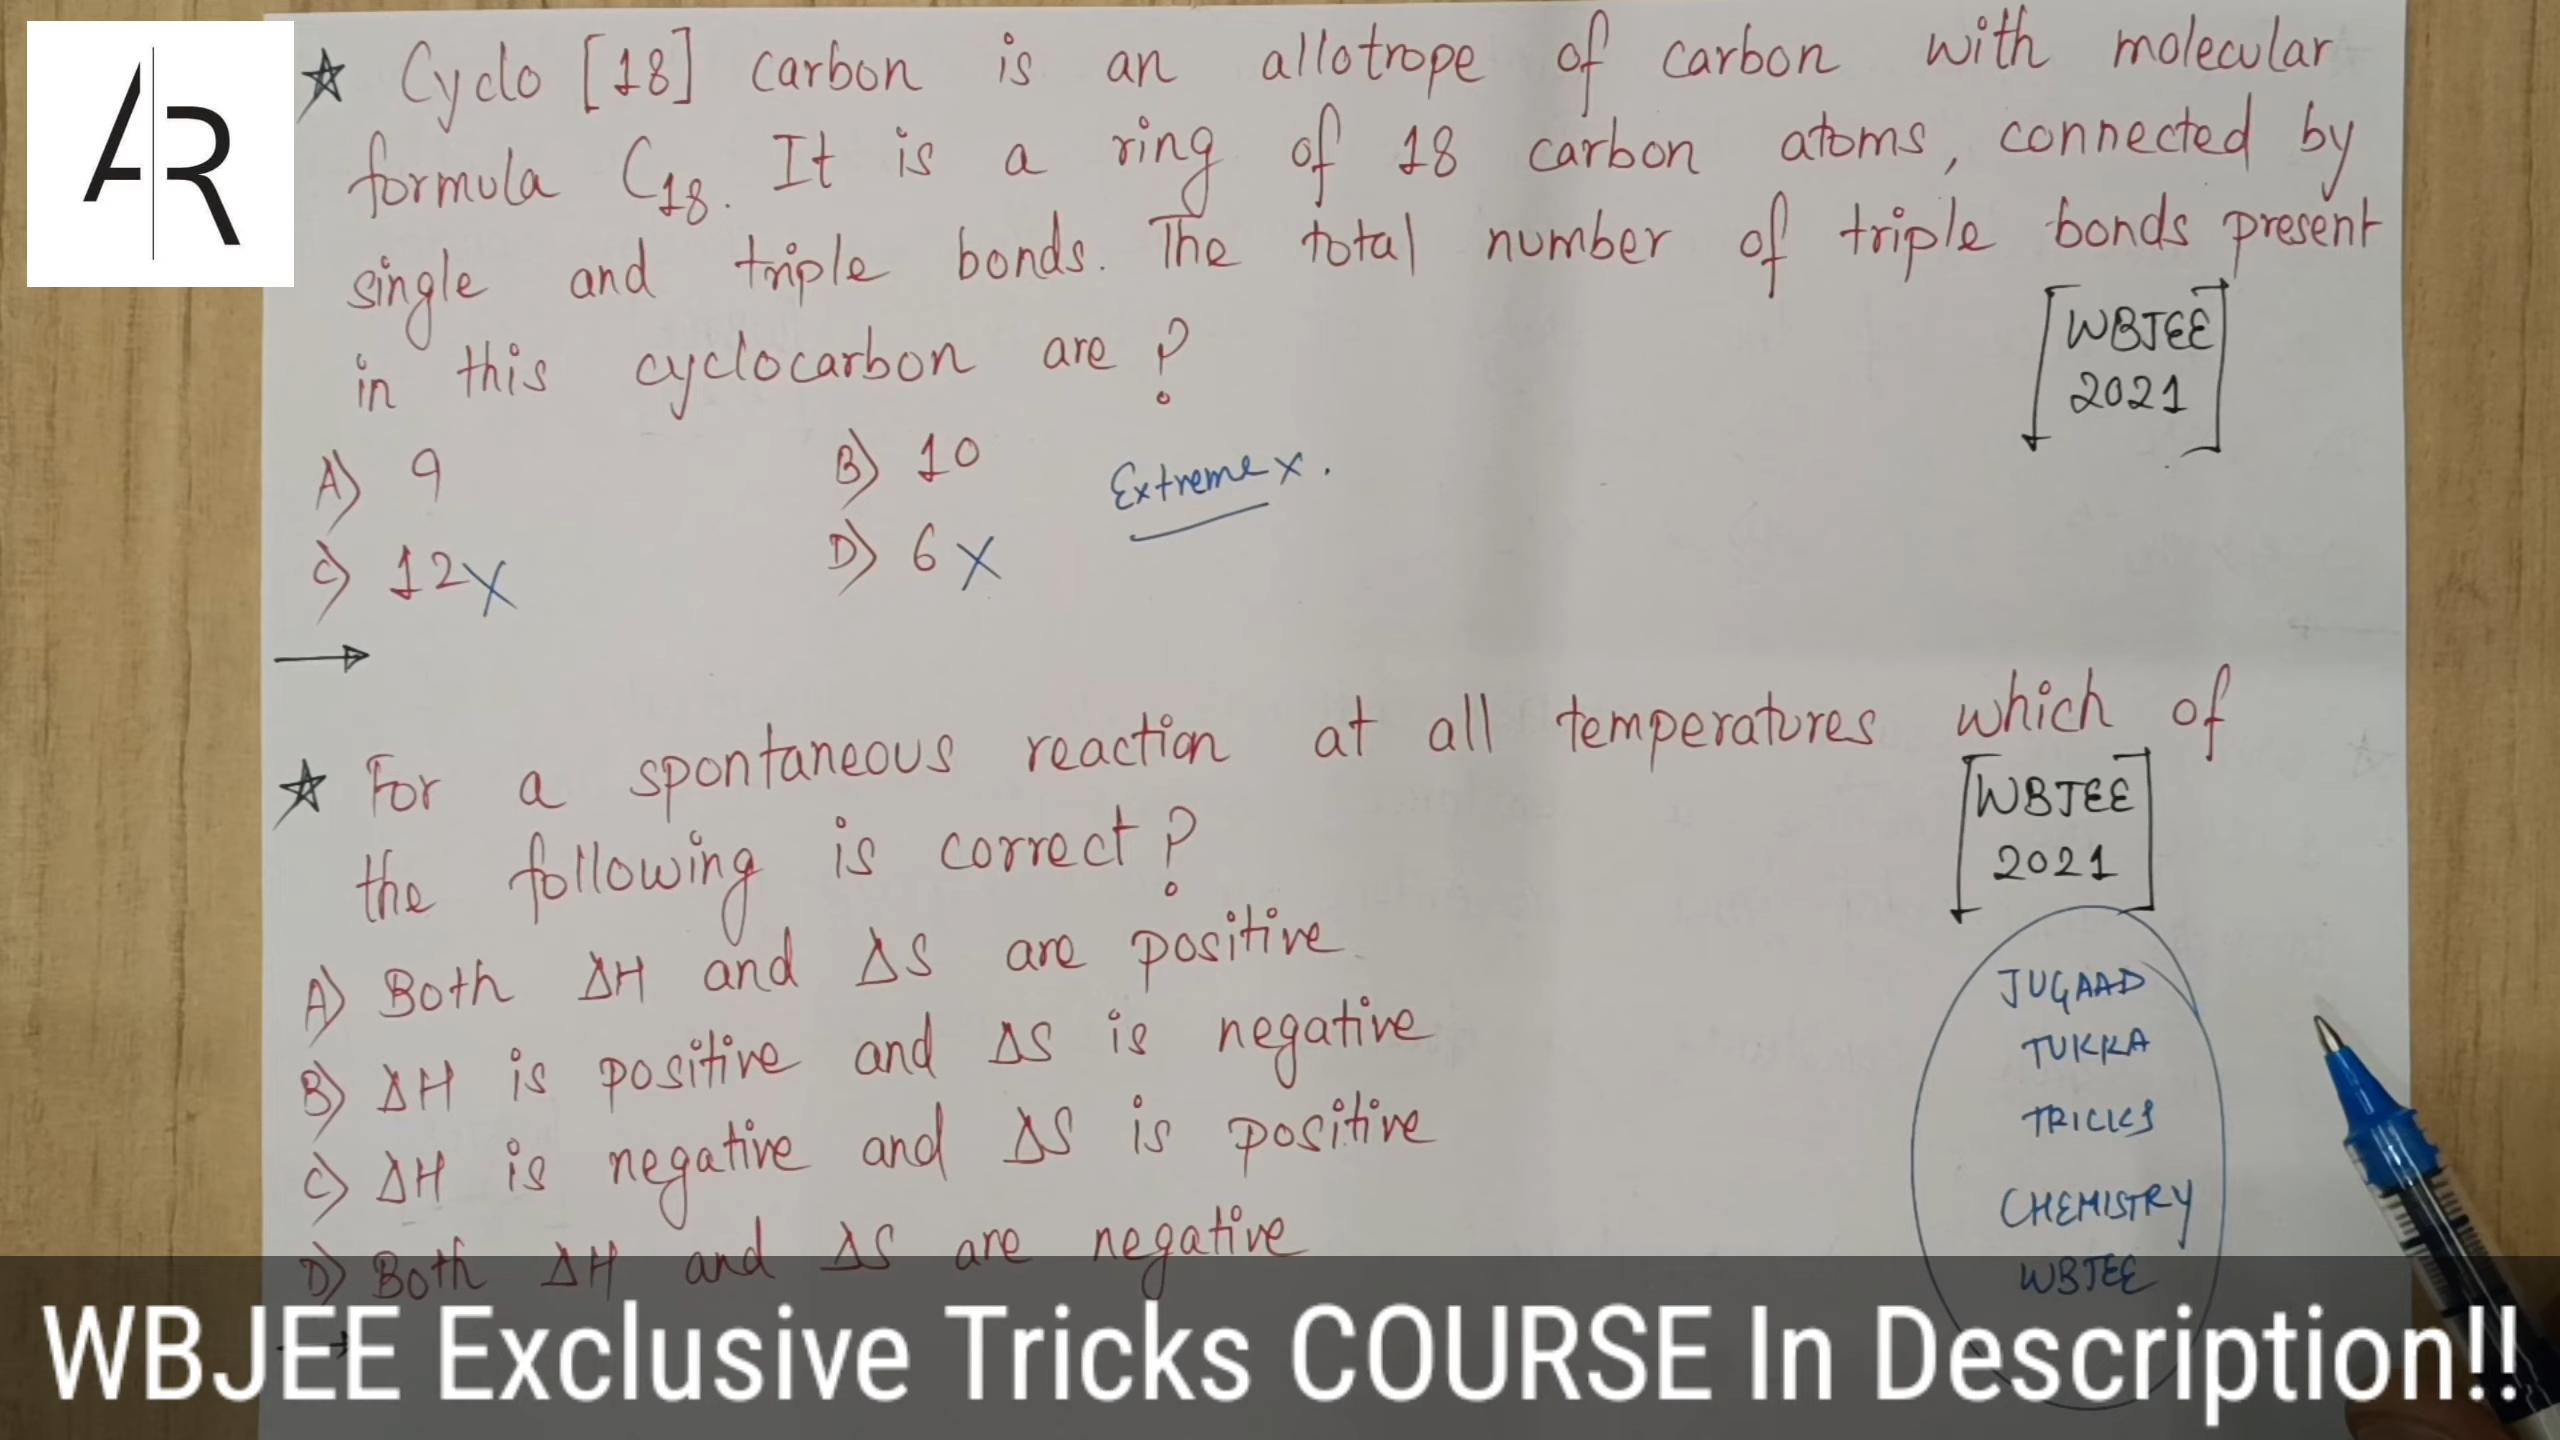 AR
☆ Cyclo [18] carbon is an allotrope of carbon with molecular
formula C₁₈. It is a ring of 18 carbon atoms, connected by
single and triple bonds. The total number of triple bonds present
in this cyclocarbon are ?
[WBJEE
2021]
A) 9
B) 10
Extreme x.
C) 12 X
D) 6 X
→
☆ For a spontaneous reaction at all temperatures which of
the following is correct ?
[WBJEE
2021]
A) Both ΔH and ΔS are positive
B) ΔH is positive and ΔS is negative
C) ΔH is negative and ΔS is positive
D) Both ΔH and ΔS are negative
JUGAAD
TUKKA
TRICKS
CHEMISTRY
WBJEE
WBJEE Exclusive Tricks COURSE In Description!!